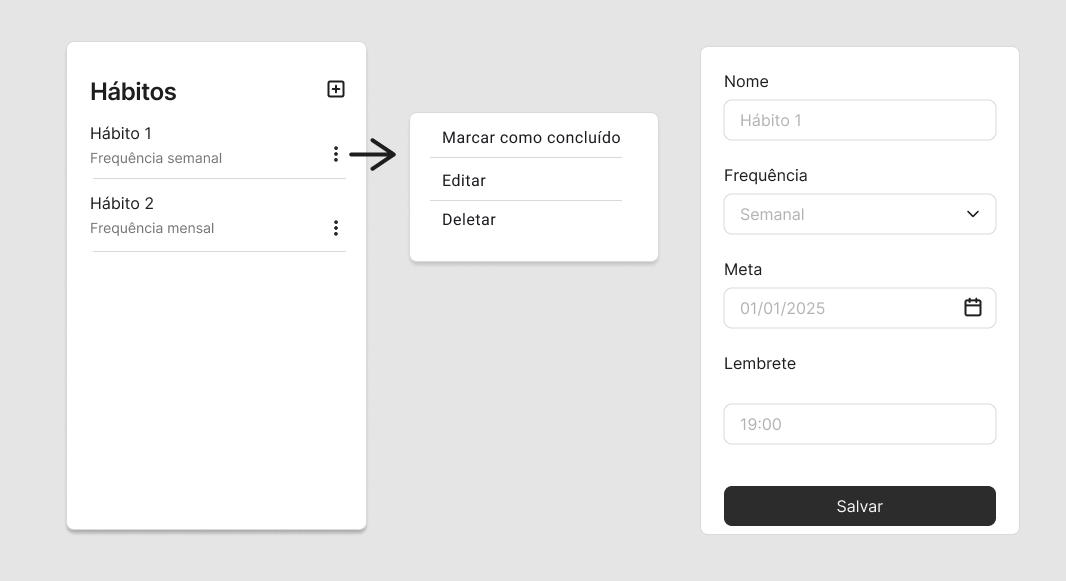 Hábitos
Hábito 1
Frequência semanal
Hábito 2
Frequência mensal
Marcar como concluído
Editar
Deletar
Nome
Hábito 1
Frequência
Semanal
Meta
01/01/2025
Lembrete
19:00
Salvar